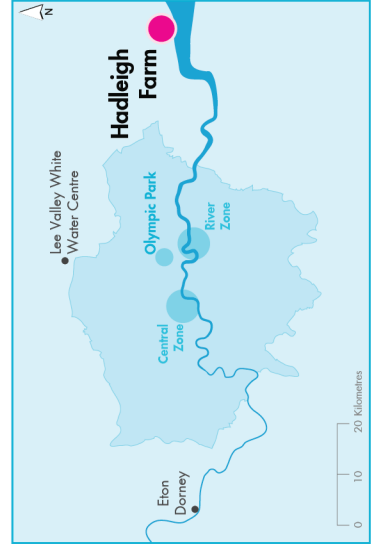 N
Hadleigh
Farm
Lee Valley White
Water Centre
Olympic Park
River
Zone
Central
Zone
Eton
Dorney
0 10 20 Kilometres